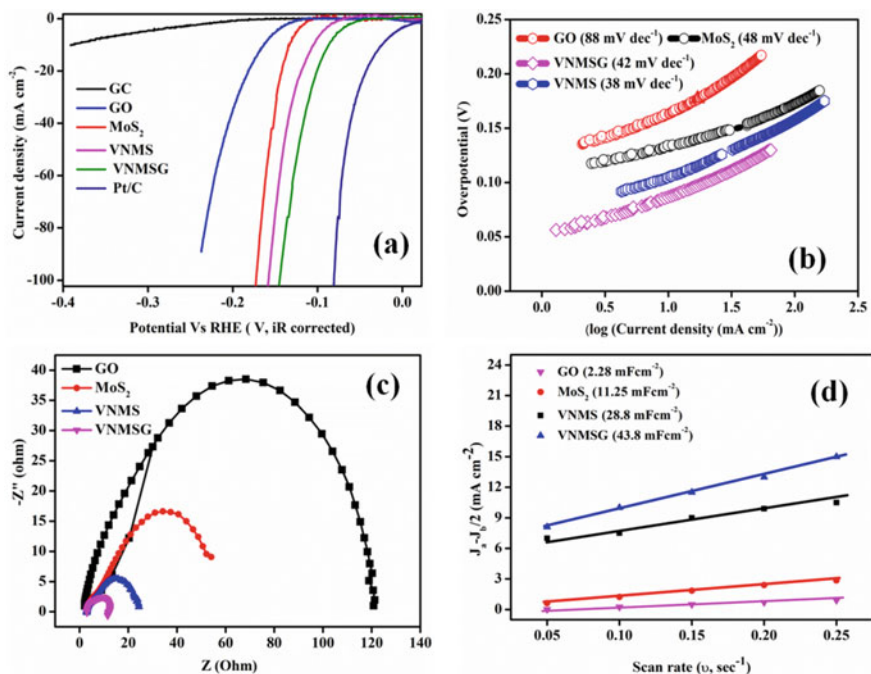 0
-20
-40
-60
-80
-100
Current density (mA cm⁻²)
GC
GO
MoS₂
VNMS
VNMSG
Pt/C
(a)
-0.4
-0.3
-0.2
-0.1
0.0
Potential Vs RHE ( V, iR corrected)
GO (88 mV dec⁻¹)
MoS₂ (48 mV dec⁻¹)
VNMSG (42 mV dec⁻¹)
VNMS (38 mV dec⁻¹)
0.25
0.20
0.15
0.10
0.05
0.00
Overpotential (V)
(b)
0.0
0.5
1.0
1.5
2.0
2.5
(log (Current density (mA cm⁻²))
40
35
30
25
20
15
10
5
0
-Z" (ohm)
GO
MoS₂
VNMS
VNMSG
(c)
0
20
40
60
80
100
120
140
Z (Ohm)
24
21
18
15
12
9
6
3
0
Jₐ-J_b/2 (mA cm⁻²)
GO (2.28 mFcm⁻²)
MoS₂ (11.25 mFcm⁻²)
VNMS (28.8 mFcm⁻²)
VNMSG (43.8 mFcm⁻²)
(d)
0.05
0.10
0.15
0.20
0.25
Scan rate (υ, sec⁻¹)